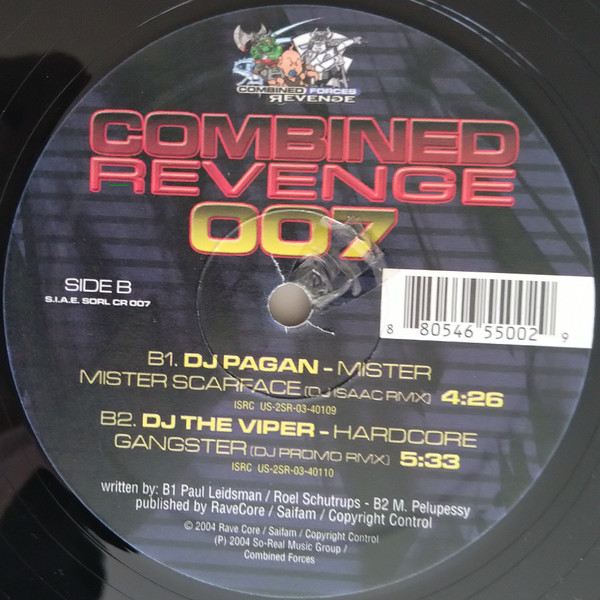 COMBINED FORCES
REVENGE
COMBINED
REVENGE
007
SIDE B
S.I.A.E. SORL CR 007
8 80546 55002 9
B1. DJ PAGAN - MISTER
MISTER SCARFACE (DJ ISAAC RMX) 4:26
ISRC US-2SR-03-40109
B2. DJ THE VIPER - HARDCORE
GANGSTER (DJ PROMO RMX) 5:33
ISRC US-2SR-03-40110
written by: B1 Paul Leidsman / Roel Schutrups - B2 M. Pelupessy
published by RaveCore / Saifam / Copyright Control
© 2004 Rave Core / Saifam / Copyright Control
(P) 2004 So-Real Music Group /
Combined Forces